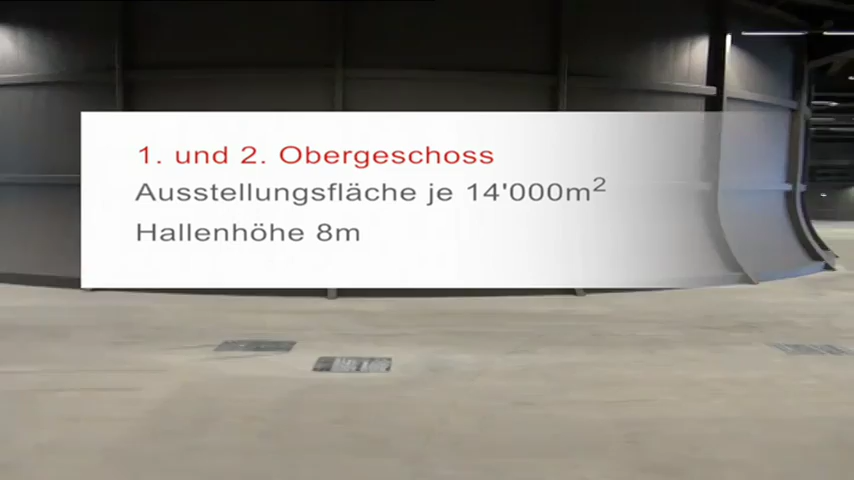 1. und 2. Obergeschoss
Ausstellungsfläche je 14'000m²
Hallenhöhe 8m